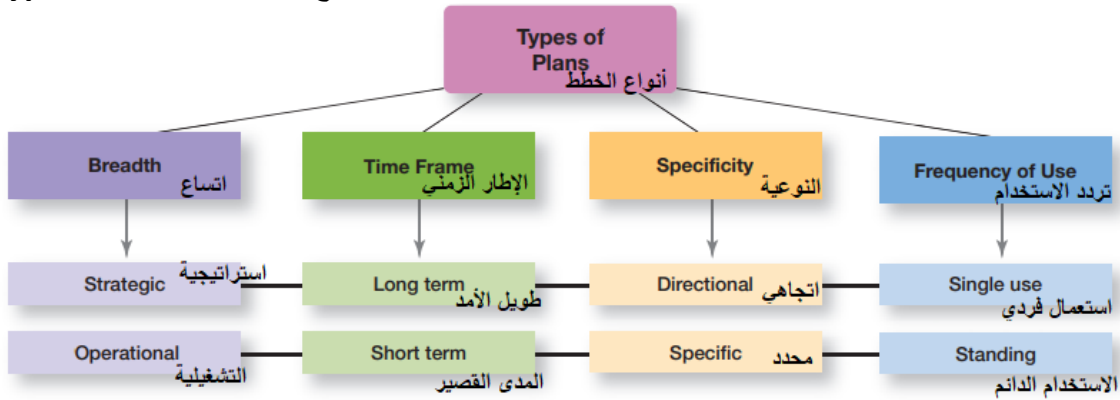 Types of
Plans
أنواع الخطط
Breadth
اتساع
Time Frame
الإطار الزمني
Specificity
النوعية
Frequency of Use
تردد الاستخدام
Strategic
استراتيجية
Long term
طويل الأمد
Directional
اتجاهي
Single use
استعمال فردي
Operational
التشغيلية
Short term
المدى القصير
Specific
محدد
Standing
الاستخدام الدائم